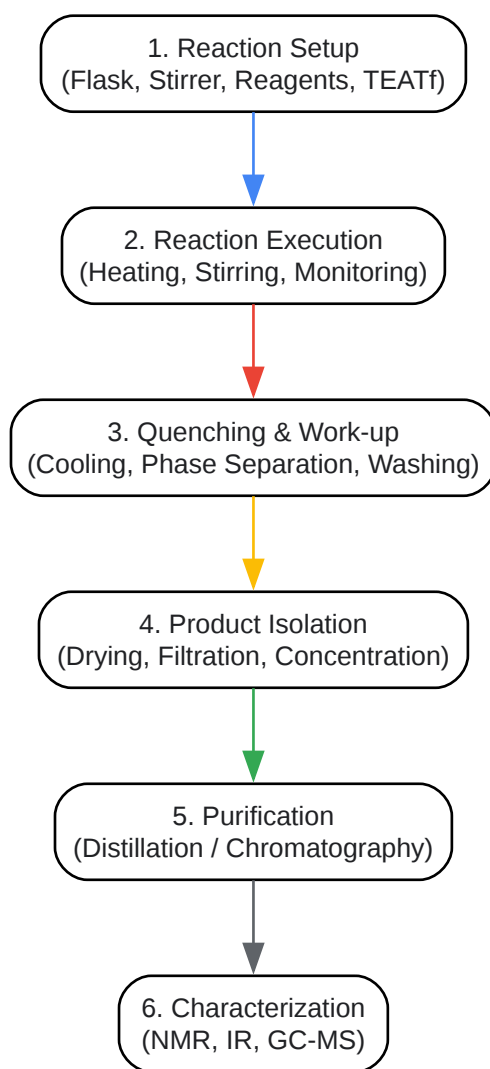 1. Reaction Setup
(Flask, Stirrer, Reagents, TEATf)
2. Reaction Execution
(Heating, Stirring, Monitoring)
3. Quenching & Work-up
(Cooling, Phase Separation, Washing)
4. Product Isolation
(Drying, Filtration, Concentration)
5. Purification
(Distillation / Chromatography)
6. Characterization
(NMR, IR, GC-MS)